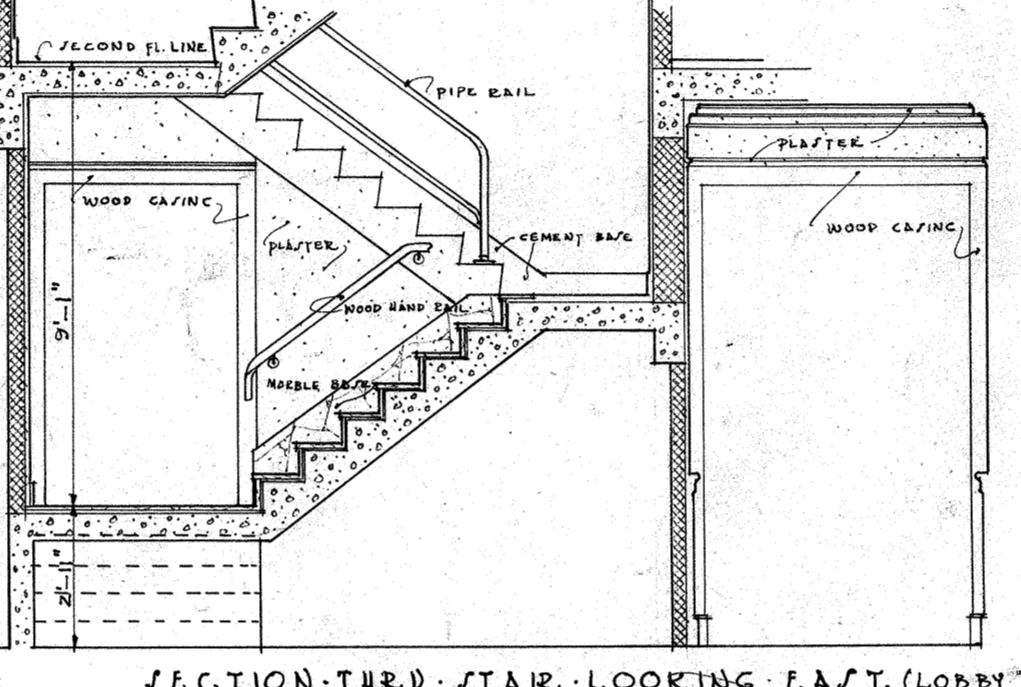 SECOND FL. LINE
PIPE RAIL
PLASTER
WOOD CASING
WOOD CASING
PLASTER
CEMENT BASE
9'-1"
WOOD HAND RAIL
MARBLE BASE
2'-11"
SECTION · THRU · STAIR · LOOKING · EAST. (LOBBY